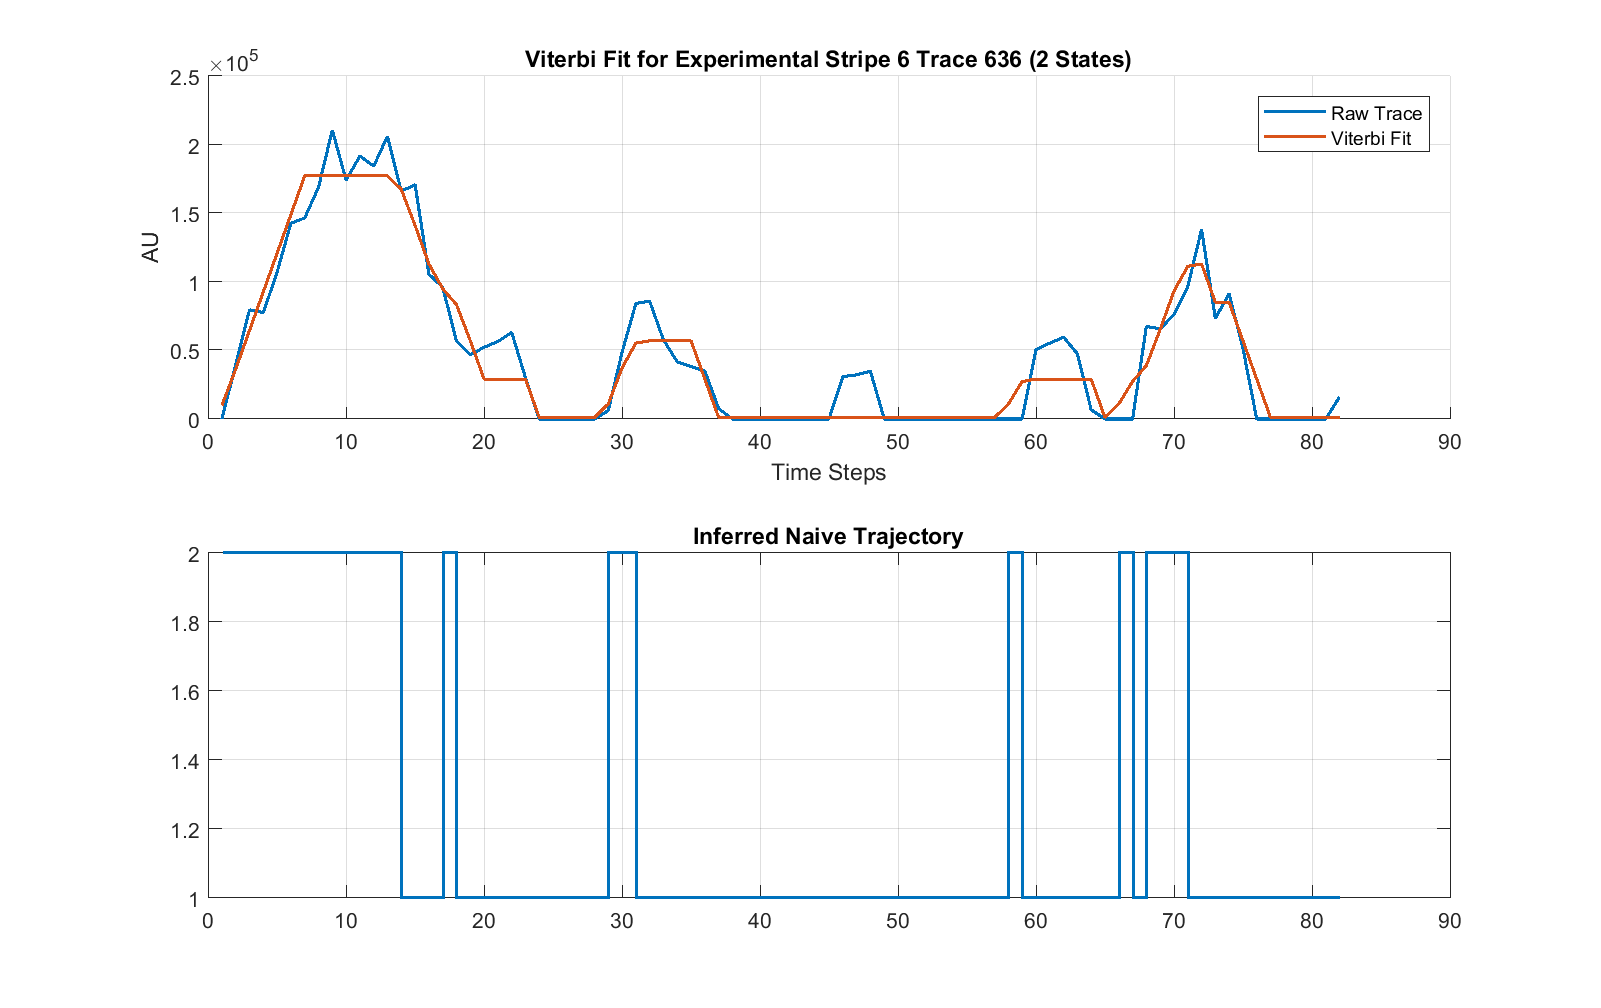 Viterbi Fit for Experimental Stripe 6 Trace 636 (2 States)
×10^5
2.5
2
1.5
1
0.5
0
AU
Raw Trace
Viterbi Fit
0 10 20 30 40 50 60 70 80 90
Time Steps
Inferred Naive Trajectory
2
1.8
1.6
1.4
1.2
1
0 10 20 30 40 50 60 70 80 90